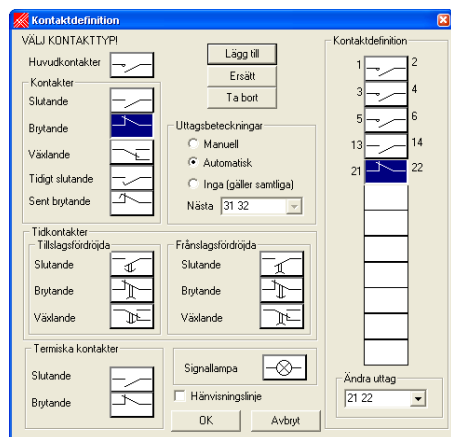 Kontaktdefinition
VÄLJ KONTAKTTYP!
Huvudkontakter
Kontakter
Slutande
Brytande
Växlande
Tidigt slutande
Sent brytande
Lägg till
Ersätt
Ta bort
Uttagsbeteckningar
Manuell
Automatisk
Inga (gäller samtliga)
Nästa 31 32
Tidkontakter
Tillslagsfördröjda
Slutande
Brytande
Växlande
Frånslagsfördröjda
Slutande
Brytande
Växlande
Termiska kontakter
Slutande
Brytande
Signallampa
Hänvisningslinje
OK Avbryt
Kontaktdefinition
1 2
3 4
5 6
13 14
21 22
Ändra uttag
21 22